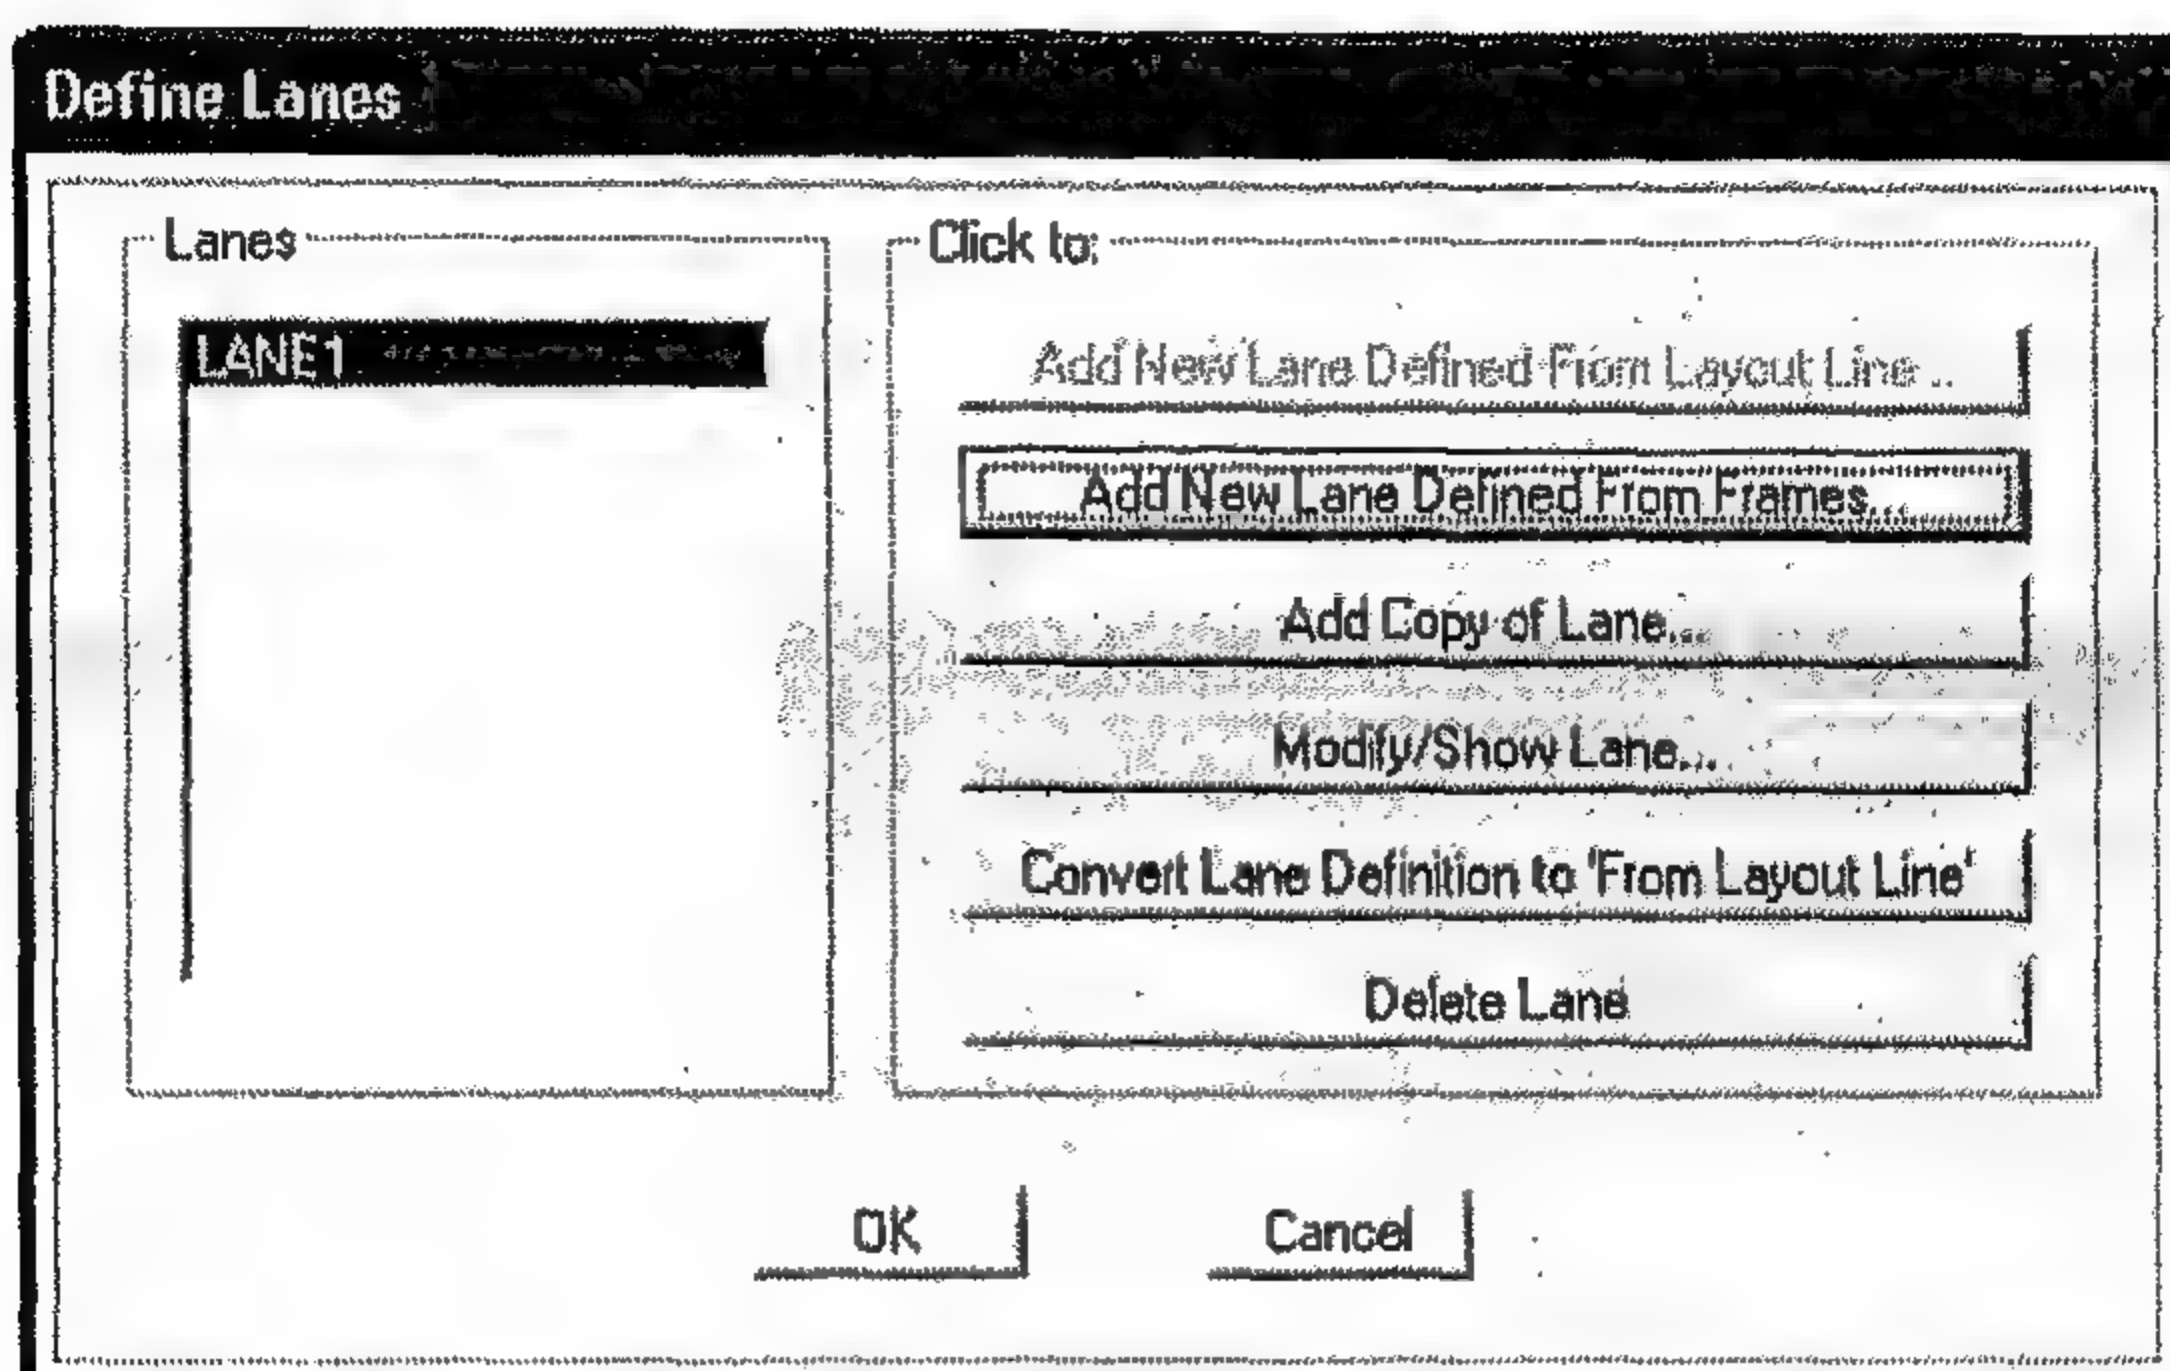 Define Lanes
Lanes
LANE1
Click to:
Add New Lane Defined From Layout Line...
Add New Lane Defined From Frames...
Add Copy of Lane...
Modify/Show Lane...
Convert Lane Definition to 'From Layout Line'
Delete Lane
OK
Cancel